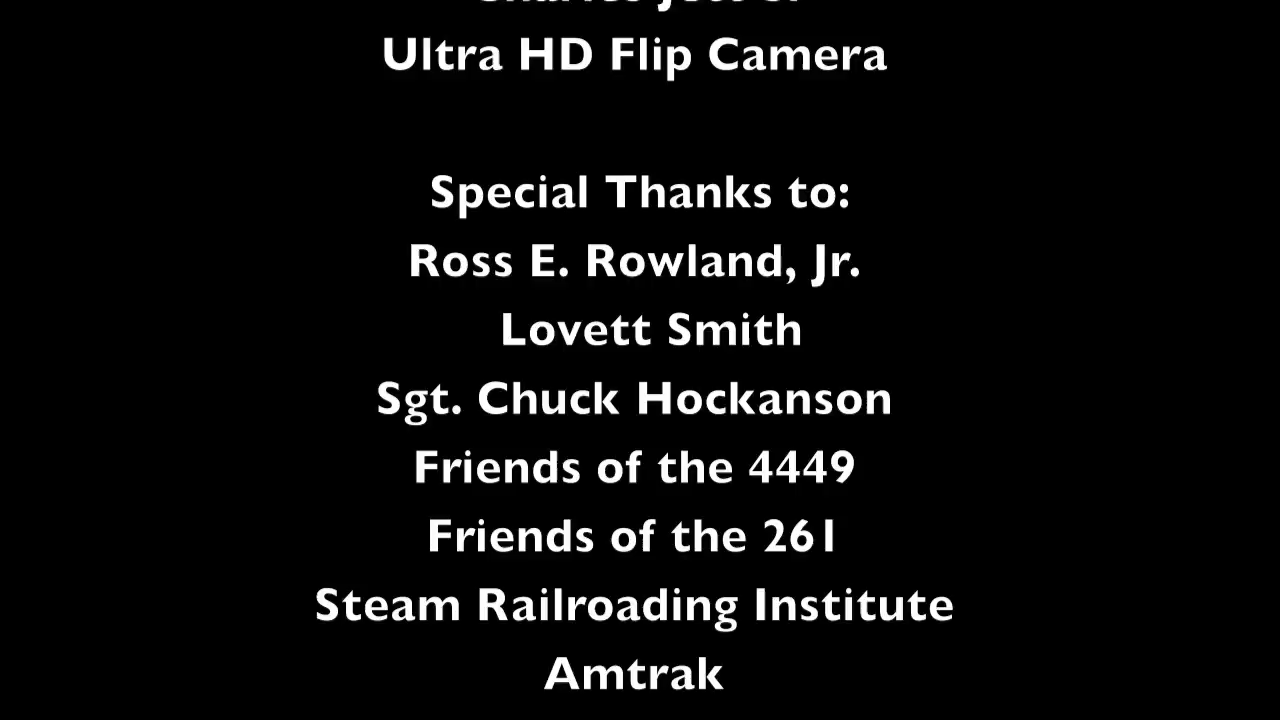 Ultra HD Flip Camera
Special Thanks to:
Ross E. Rowland, Jr.
Lovett Smith
Sgt. Chuck Hockanson
Friends of the 4449
Friends of the 261
Steam Railroading Institute
Amtrak